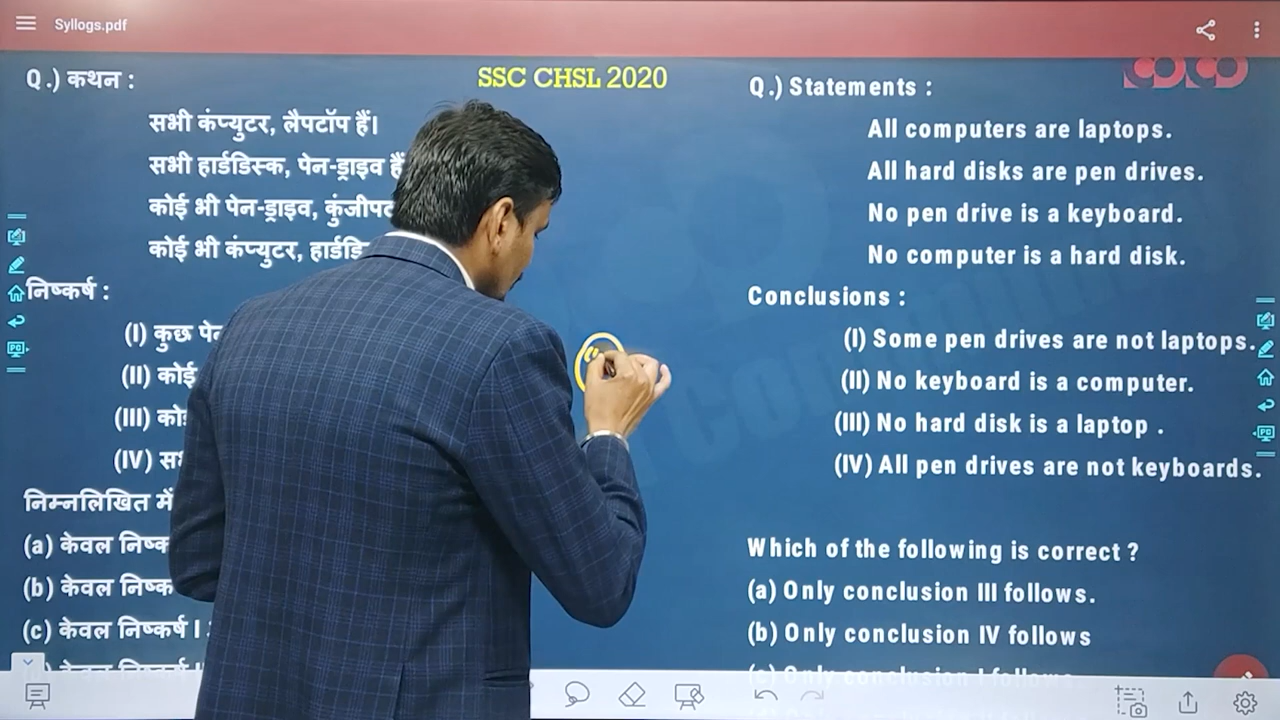 Syllogs.pdf
SSC CHSL 2020
Q.) कथन :
सभी कंप्युटर, लैपटॉप हैं।
सभी हार्डडिस्क, पेन-ड्राइव हैं
कोई भी पेन-ड्राइव,
कोई भी कंप्युटर,
निष्कर्ष :
(I) कुछ
(II) कोई
(III)
(IV)
निम्नलिखित में
(a) केवल
(b) केवल
(c) केवल निष्कर्ष I
Q.) Statements :
All computers are laptops.
All hard disks are pen drives.
No pen drive is a keyboard.
No computer is a hard disk.
Conclusions :
(I) Some pen drives are not laptops.
(II) No keyboard is a computer.
(III) No hard disk is a laptop .
(IV) All pen drives are not keyboards.
Which of the following is correct ?
(a) Only conclusion III follows.
(b) Only conclusion IV follows
(c) Only conclusion I follows